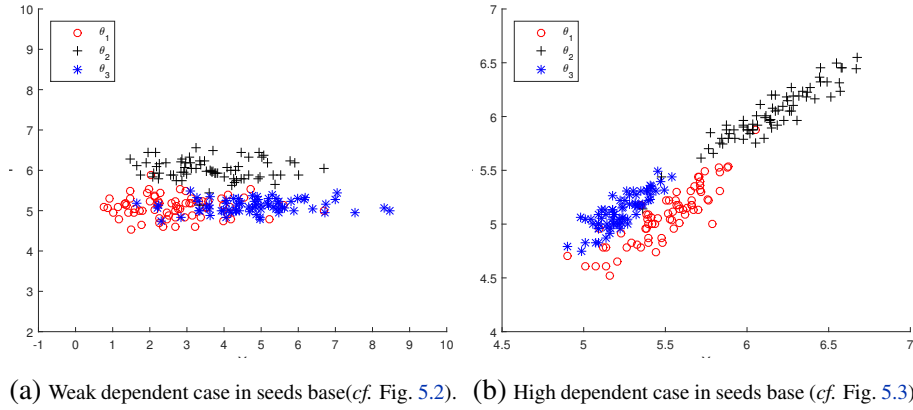 10
9
8
7
6
5
4
3
2
-1 0 1 2 3 4 5 6 7 8 9 10
θ1
θ2
θ3
7
6.5
6
5.5
5
4.5
4
4.5 5 5.5 6 6.5 7
θ1
θ2
θ3
(a) Weak dependent case in seeds base(cf. Fig. 5.2).
(b) High dependent case in seeds base (cf. Fig. 5.3)